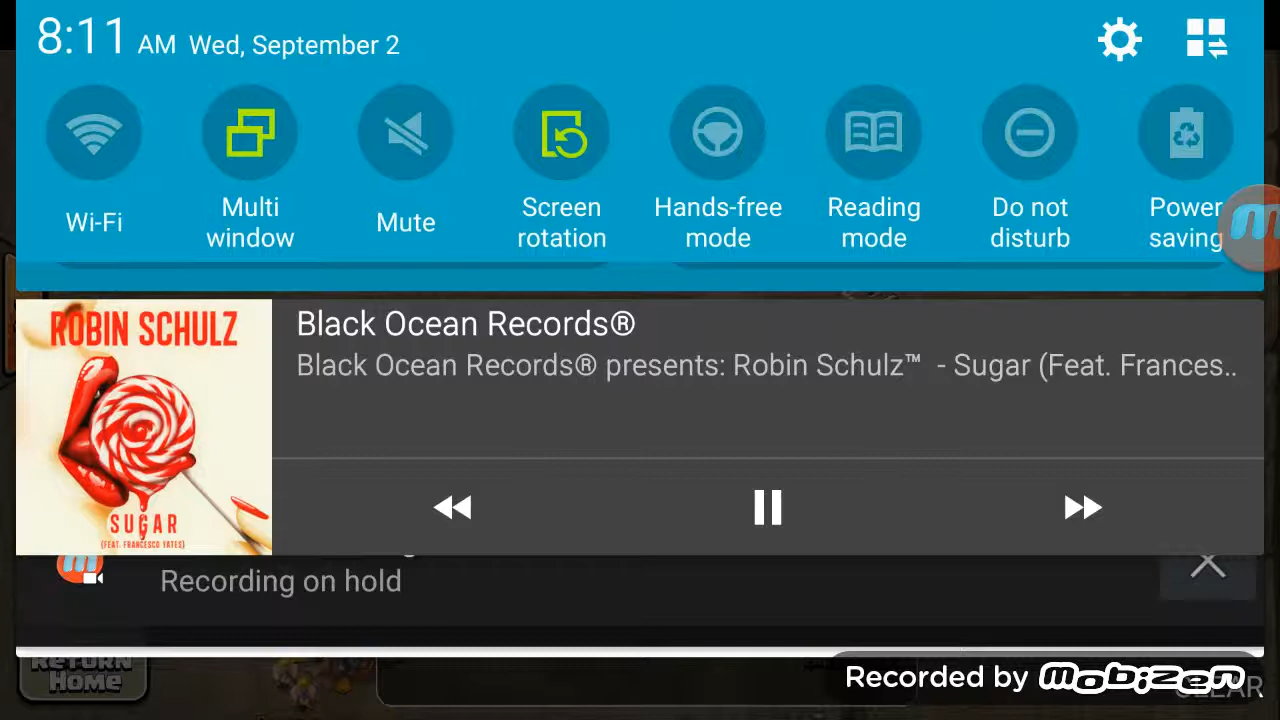 8:11 AM Wed, September 2
Wi-Fi
Multi
window
Mute
Screen
rotation
Hands-free
mode
Reading
mode
Do not
disturb
Power
saving
ROBIN SCHULZ
SUGAR
(FEAT. FRANCESCO YATES)
Black Ocean Records®
Black Ocean Records® presents: Robin Schulz™ - Sugar (Feat. Frances..
Recording on hold
RETURN
HOME
Recorded by mobizen
CLEAR